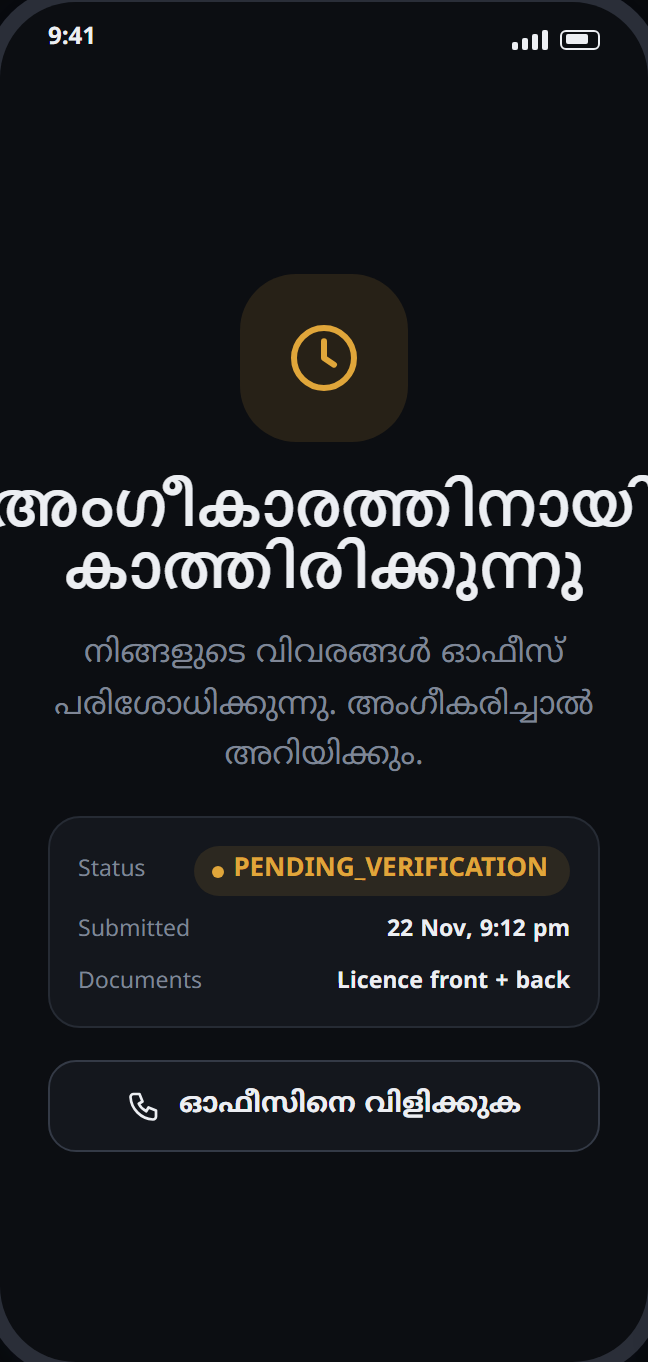 9:41
അംഗീകാരത്തിനായി
കാത്തിരിക്കുന്നു
നിങ്ങളുടെ വിവരങ്ങൾ ഓഫീസ്
പരിശോധിക്കുന്നു. അംഗീകരിച്ചാൽ
അറിയിക്കും.
Status PENDING_VERIFICATION
Submitted 22 Nov, 9:12 pm
Documents Licence front + back
ഓഫീസിനെ വിളിക്കുക